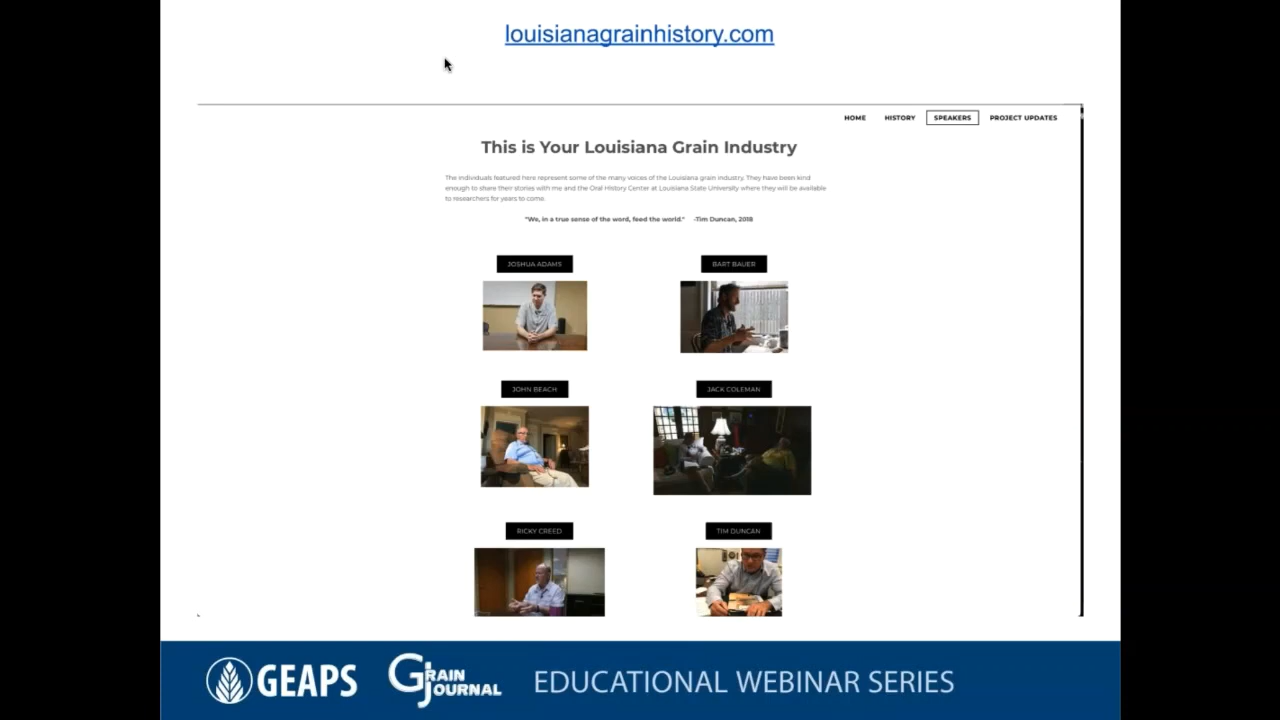 louisianagrainhistory.com
HOME HISTORY SPEAKERS PROJECT UPDATES
This is Your Louisiana Grain Industry
The individuals featured here represent some of the many voices of the Louisiana grain industry. They have been kind
enough to share their stories with me and the Oral History Center at Louisiana State University where they will be available
to researchers for years to come.
"We, in a true sense of the word, feed the world." -Tim Duncan, 2018
JOSHUA ADAMS BART BAUER
JOHN BEACH JACK COLEMAN
RICKY CREED TIM DUNCAN
GEAPS GRAIN JOURNAL EDUCATIONAL WEBINAR SERIES